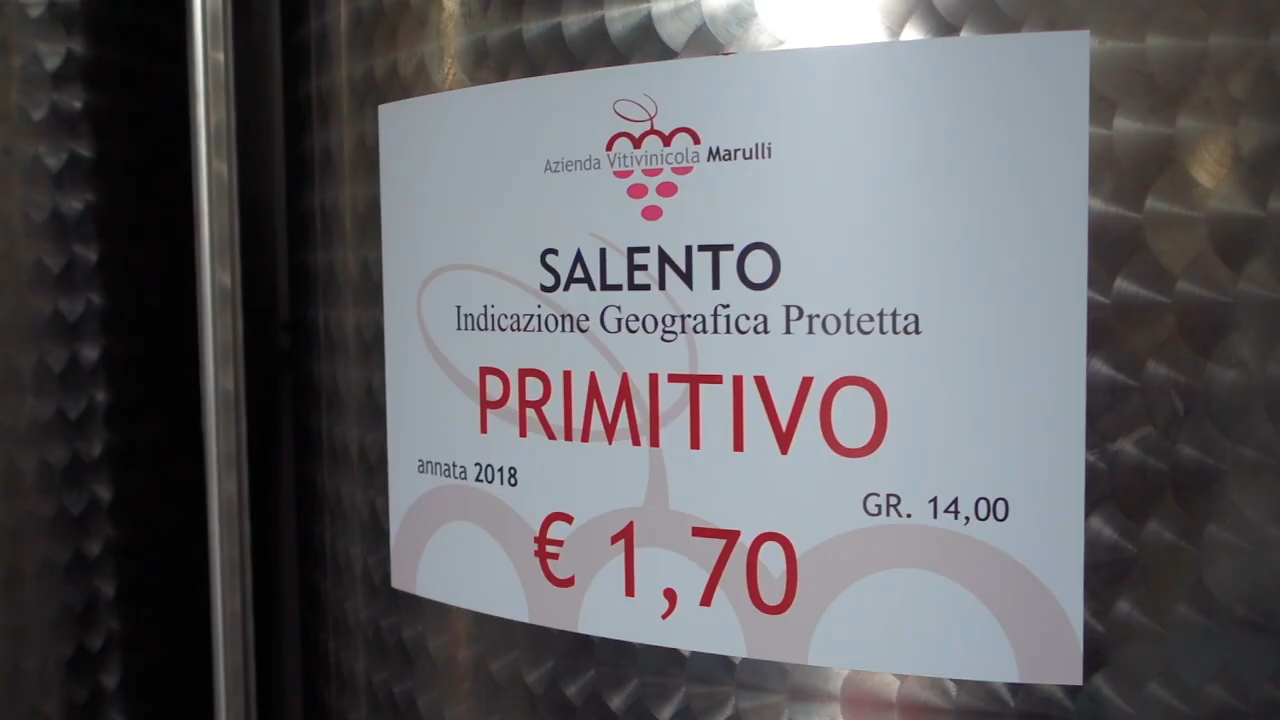 Azienda Vitivinicola Marulli
SALENTO
Indicazione Geografica Protetta
PRIMITIVO
annata 2018
GR. 14,00
€ 1,70